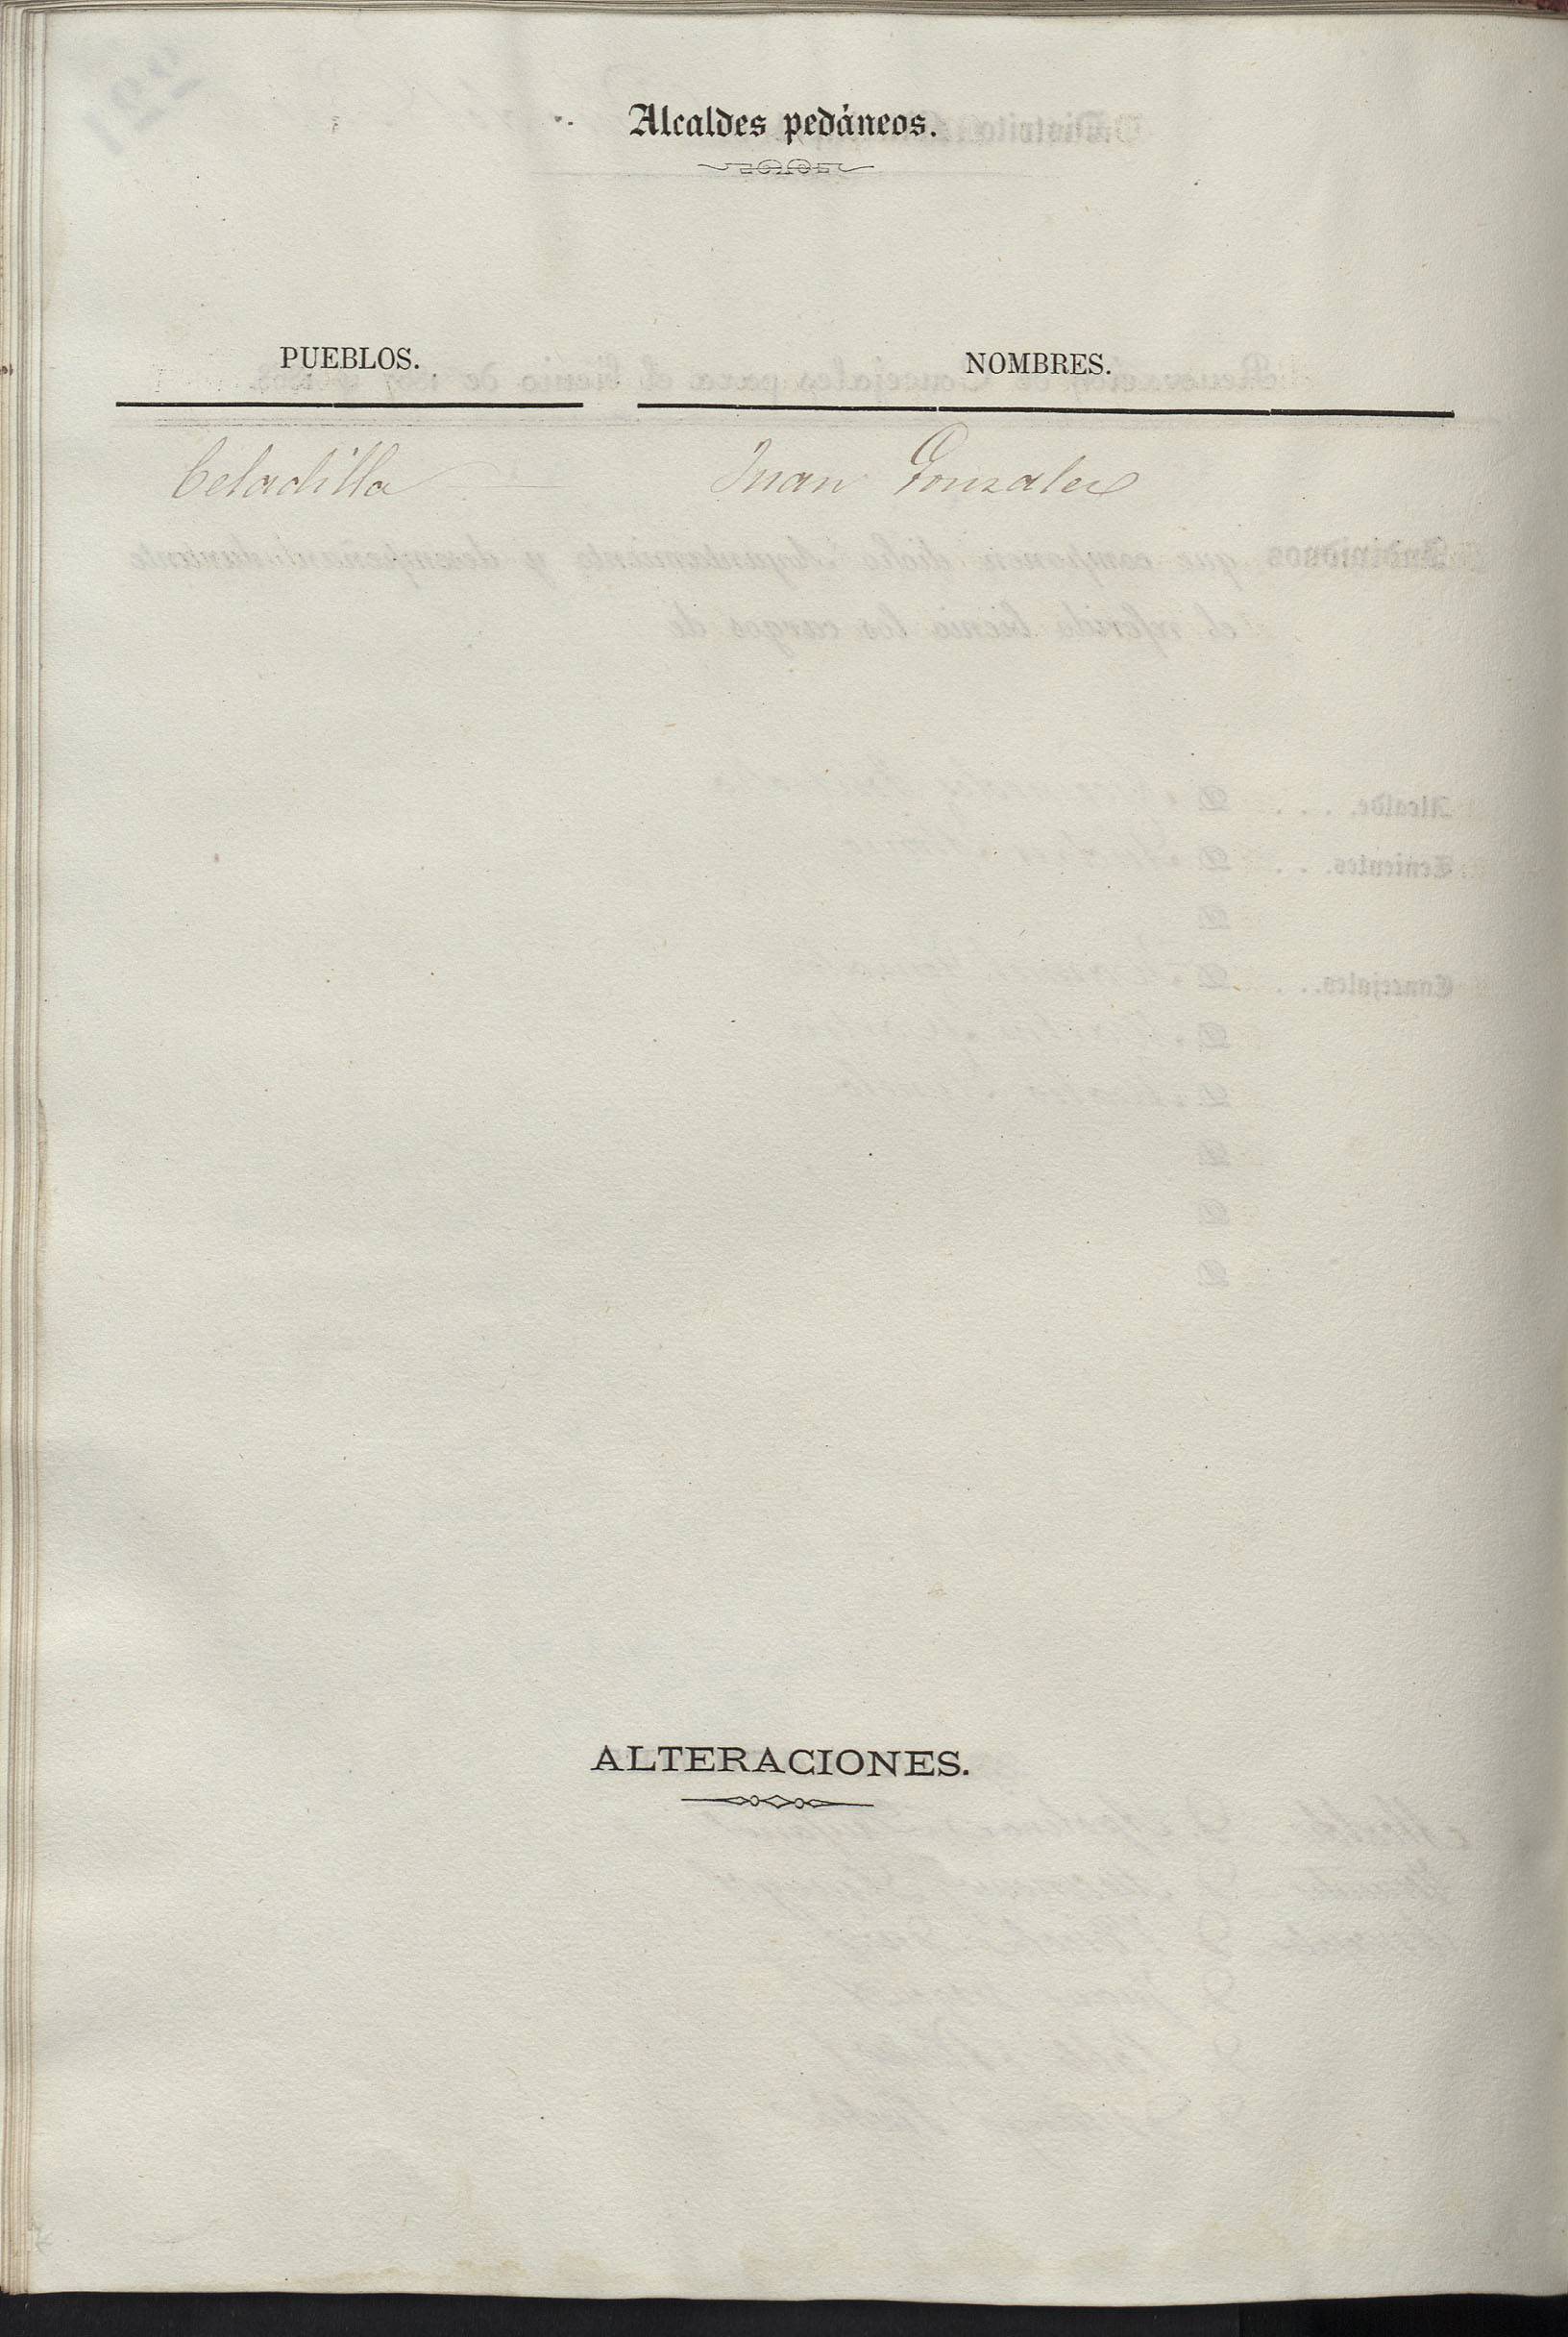 Alcaldes pedáneos.
PUEBLOS. NOMBRES.
Celadilla Juan Gonzalez
ALTERACIONES.